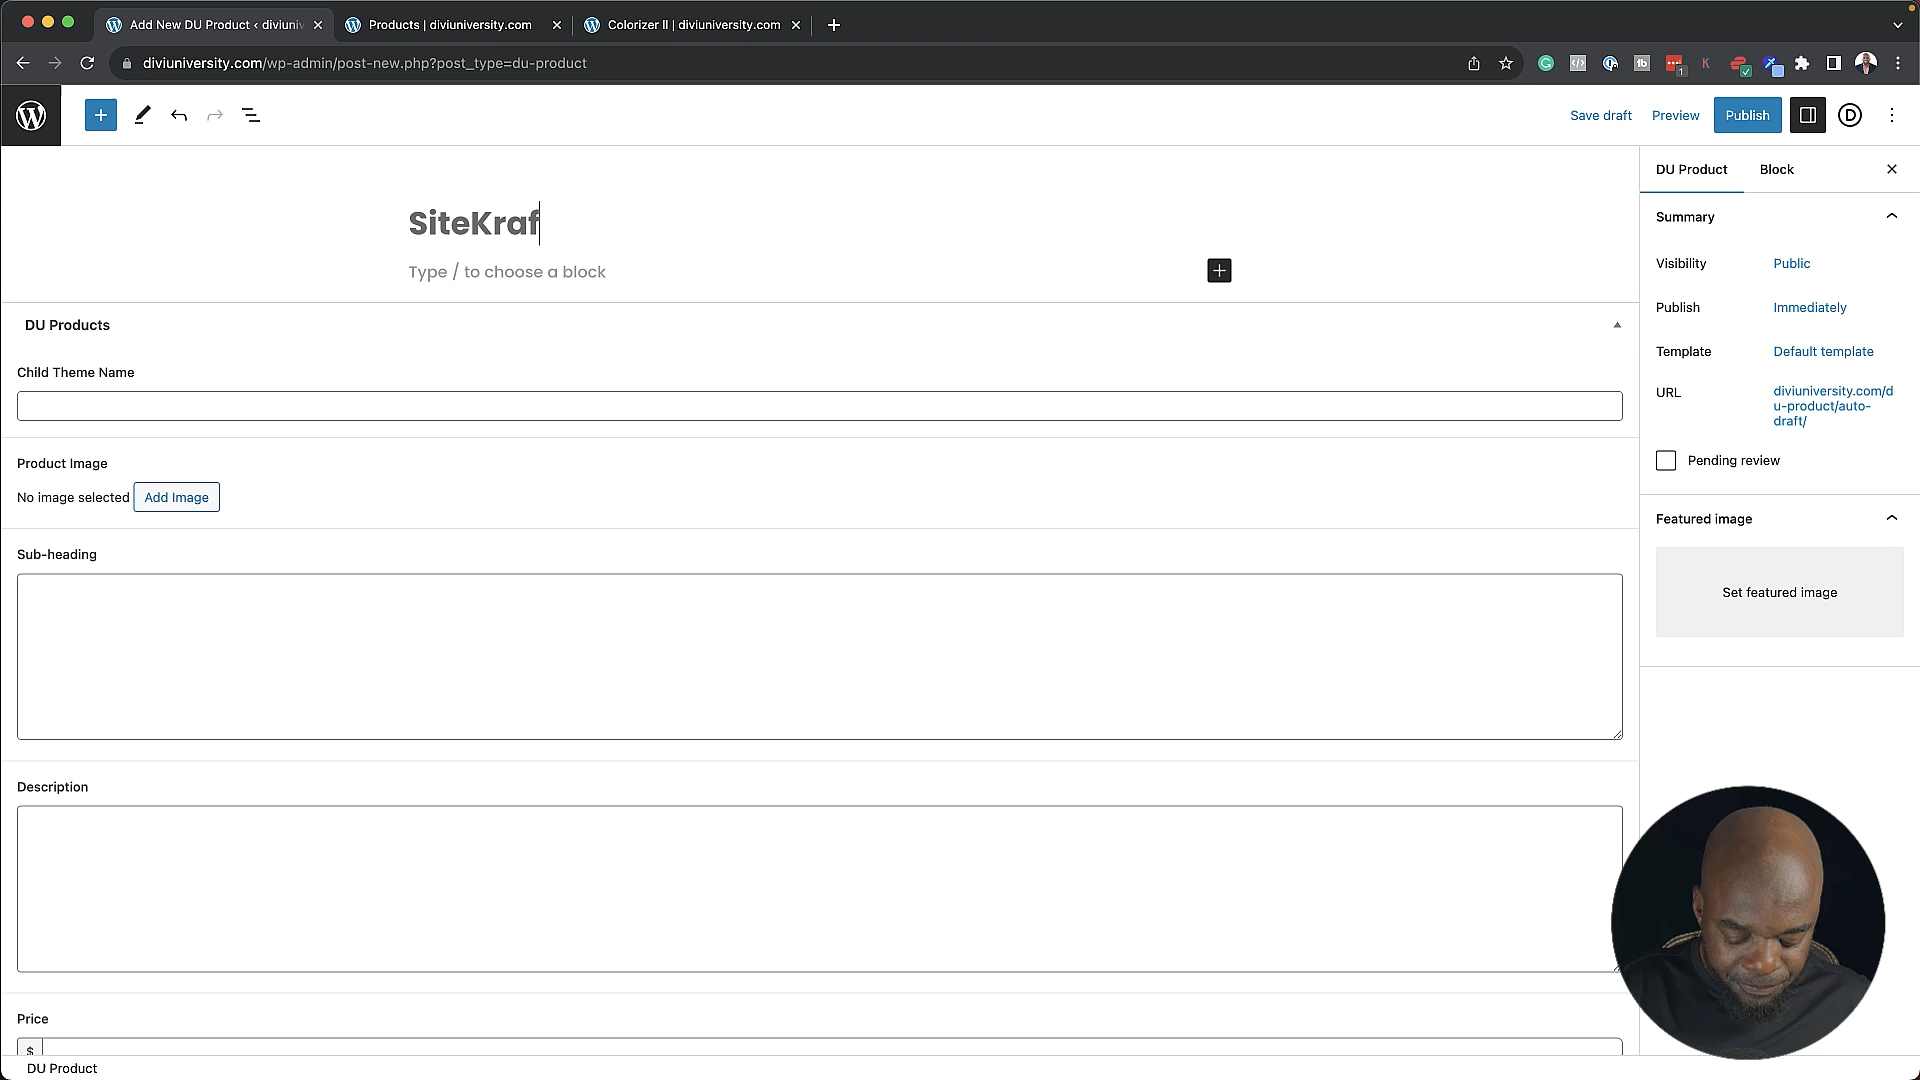 Add New DU Product ‹ diviuniv
Products | diviuniversity.com
Colorizer II | diviuniversity.com
diviuniversity.com/wp-admin/post-new.php?post_type=du-product
Save draft
Preview
Publish
SiteKraf
Type / to choose a block
DU Products
Child Theme Name
Product Image
No image selected
Add Image
Sub-heading
Description
Price
$
DU Product
DU Product
Block
Summary
Visibility
Public
Publish
Immediately
Template
Default template
URL
diviuniversity.com/d
u-product/auto-
draft/
Pending review
Featured image
Set featured image